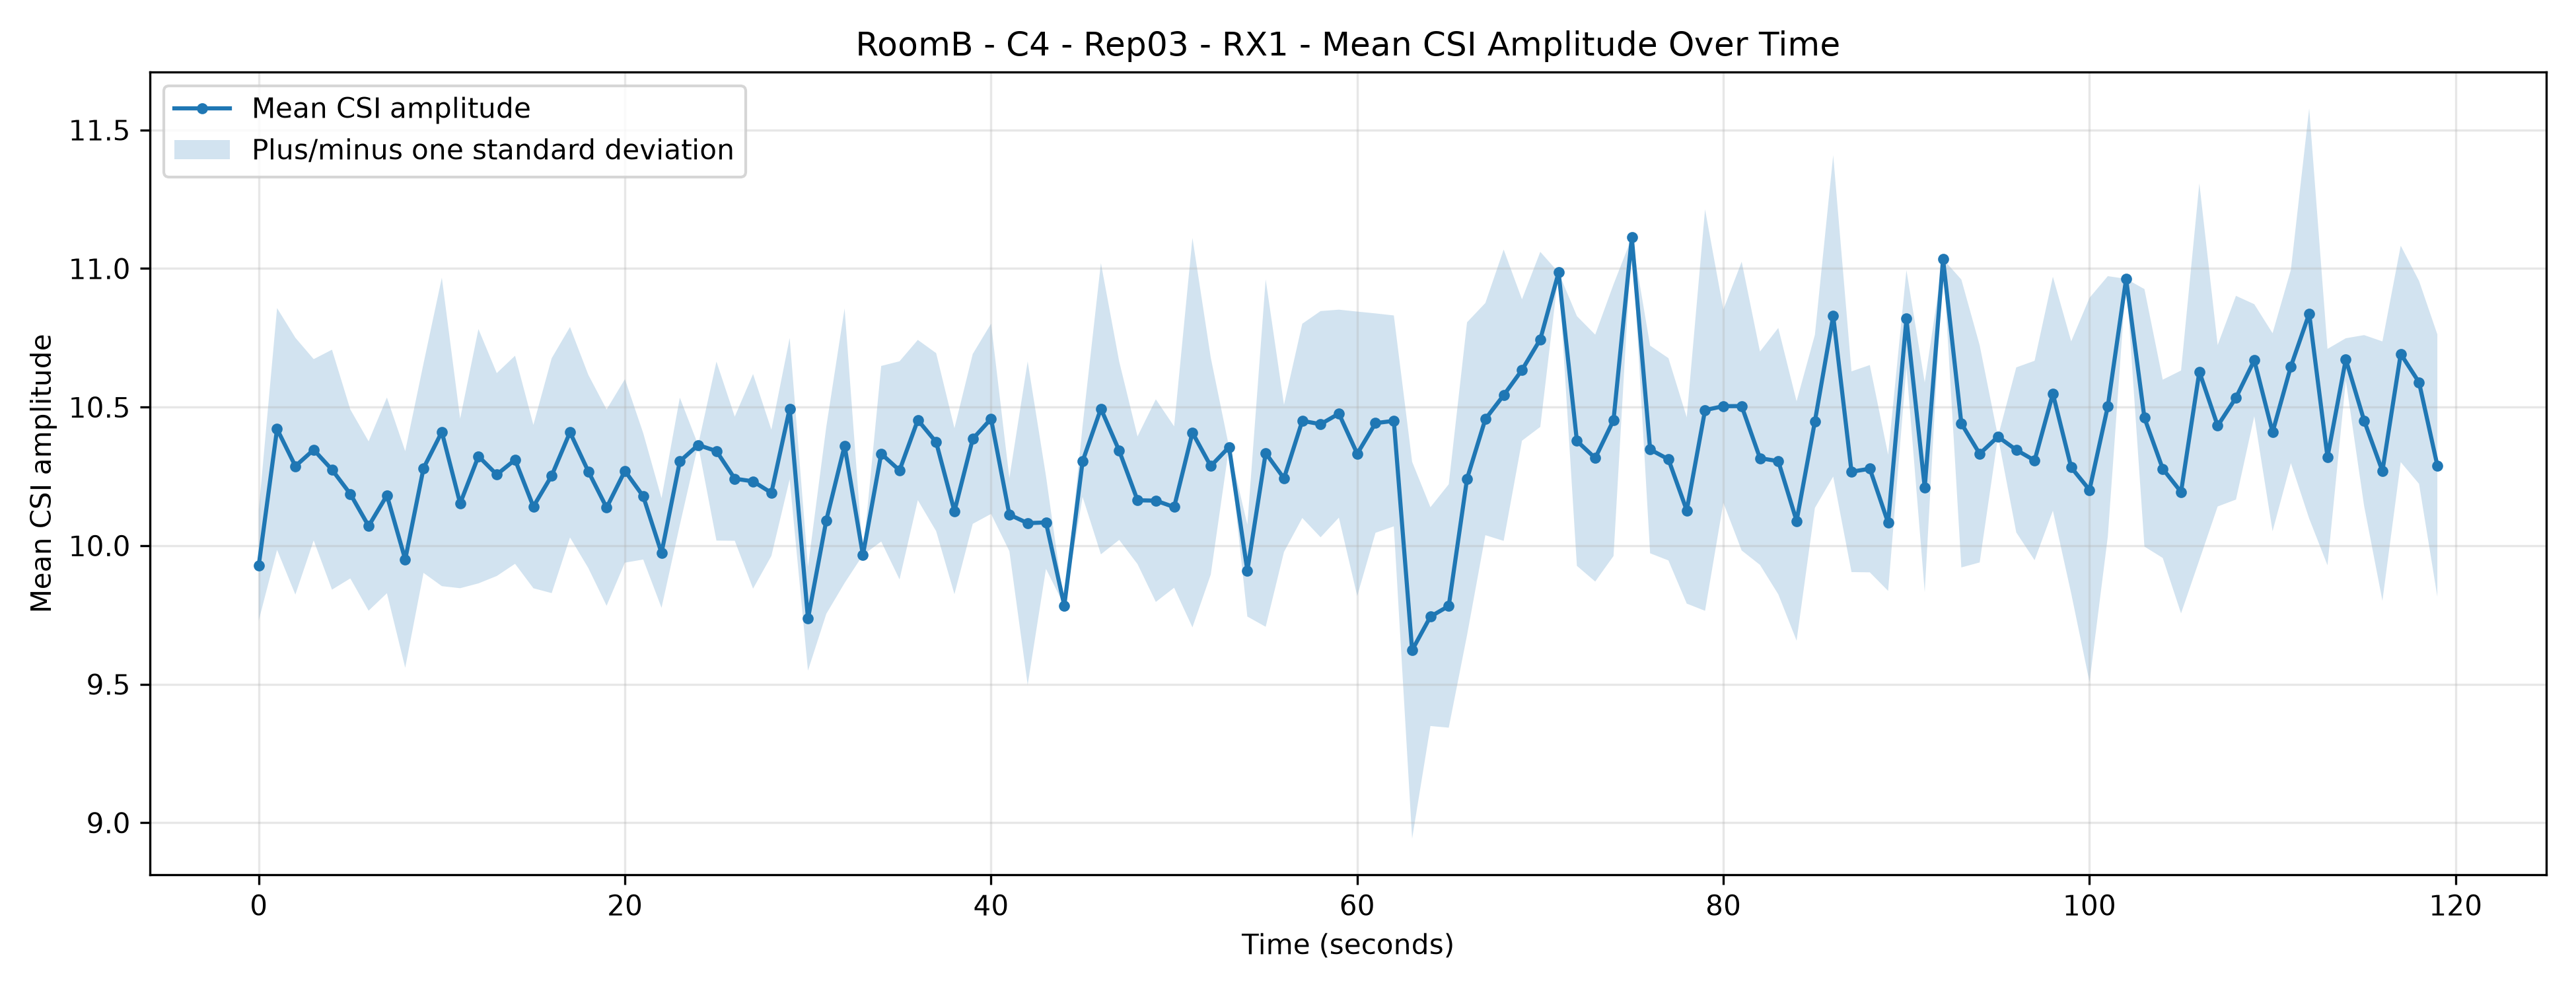 RoomB - C4 - Rep03 - RX1 - Mean CSI Amplitude Over Time
Mean CSI amplitude
Plus/minus one standard deviation
11.5
11.0
10.5
10.0
9.5
9.0
Mean CSI amplitude
0 20 40 60 80 100 120
Time (seconds)